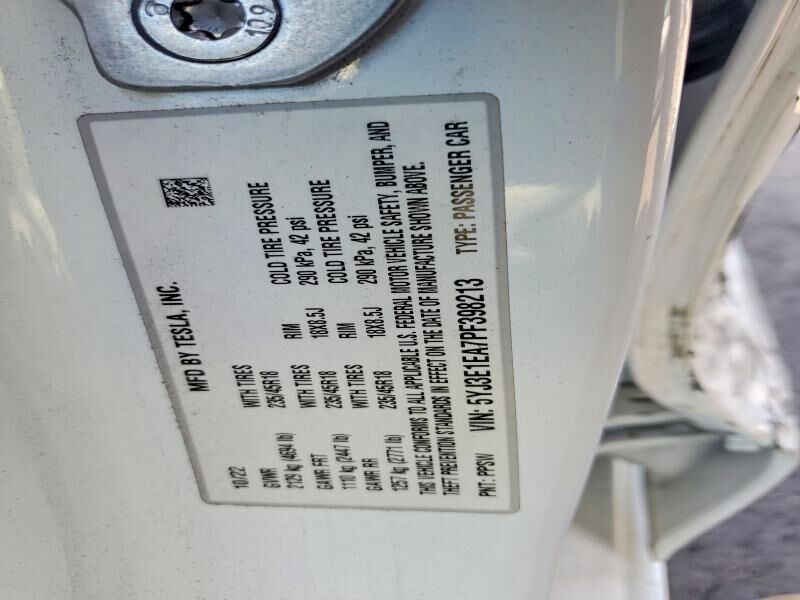 8
10.9
MFD BY TESLA, INC.
10/22
GVWR WITH TIRES RIM COLD TIRE PRESSURE
2129 kg (4694 lb) 235/45R18 18X8.5J 290 kPa, 42 psi
GAWR FRT WITH TIRES RIM COLD TIRE PRESSURE
1110 kg (2447 lb) 235/45R18 18X8.5J 290 kPa, 42 psi
GAWR RR WITH TIRES
1257 kg (2771 lb) 235/45R18
THIS VEHICLE CONFORMS TO ALL APPLICABLE U.S. FEDERAL MOTOR VEHICLE SAFETY, BUMPER, AND
THEFT PREVENTION STANDARDS IN EFFECT ON THE DATE OF MANUFACTURE SHOWN ABOVE.
VIN: 5YJ3E1EA7PF398213 TYPE: PASSENGER CAR
PNT: PPSW